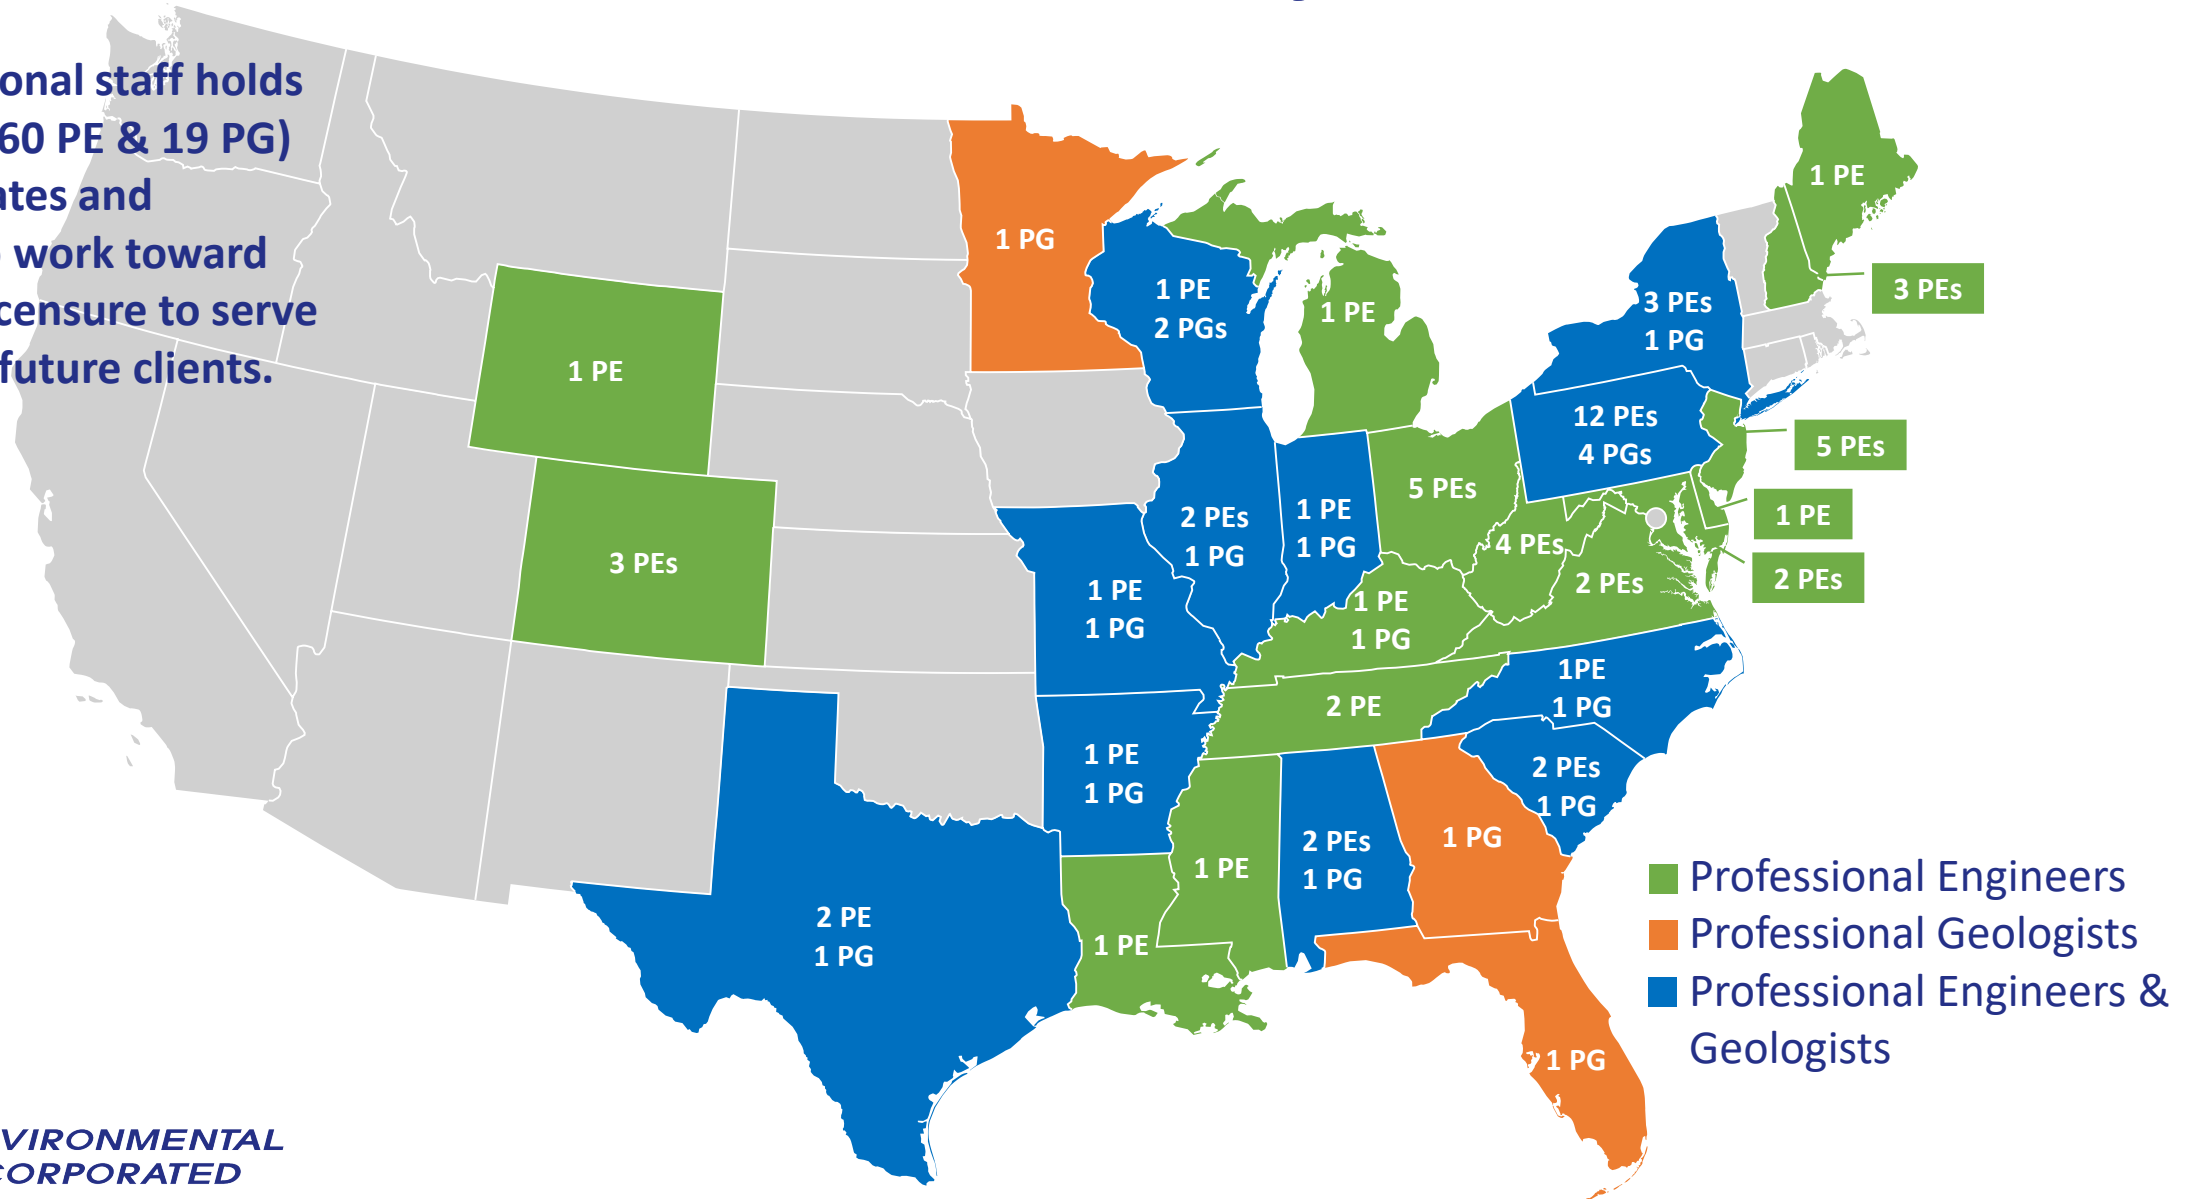 onal staff holds
60 PE & 19 PG)
ates and
work toward
censure to serve
future clients.
1 PE
3 PEs
1 PG
1 PE
2 PGs
1 PE
1 PE
3 PEs
3 PEs
1 PG
12 PEs
4 PGs
5 PEs
1 PE
2 PEs
5 PEs
4 PEs
2 PEs
2 PEs
1 PG
1 PE
1 PG
1 PE
1 PG
1 PE
1 PG
2 PE
1PE
1 PG
2 PEs
1 PG
1 PE
1 PG
1 PE
2 PEs
1 PG
1 PG
2 PE
1 PG
1 PE
1 PG
Professional Engineers
Professional Geologists
Professional Engineers &
Geologists
VIRONMENTAL
CORPORATED